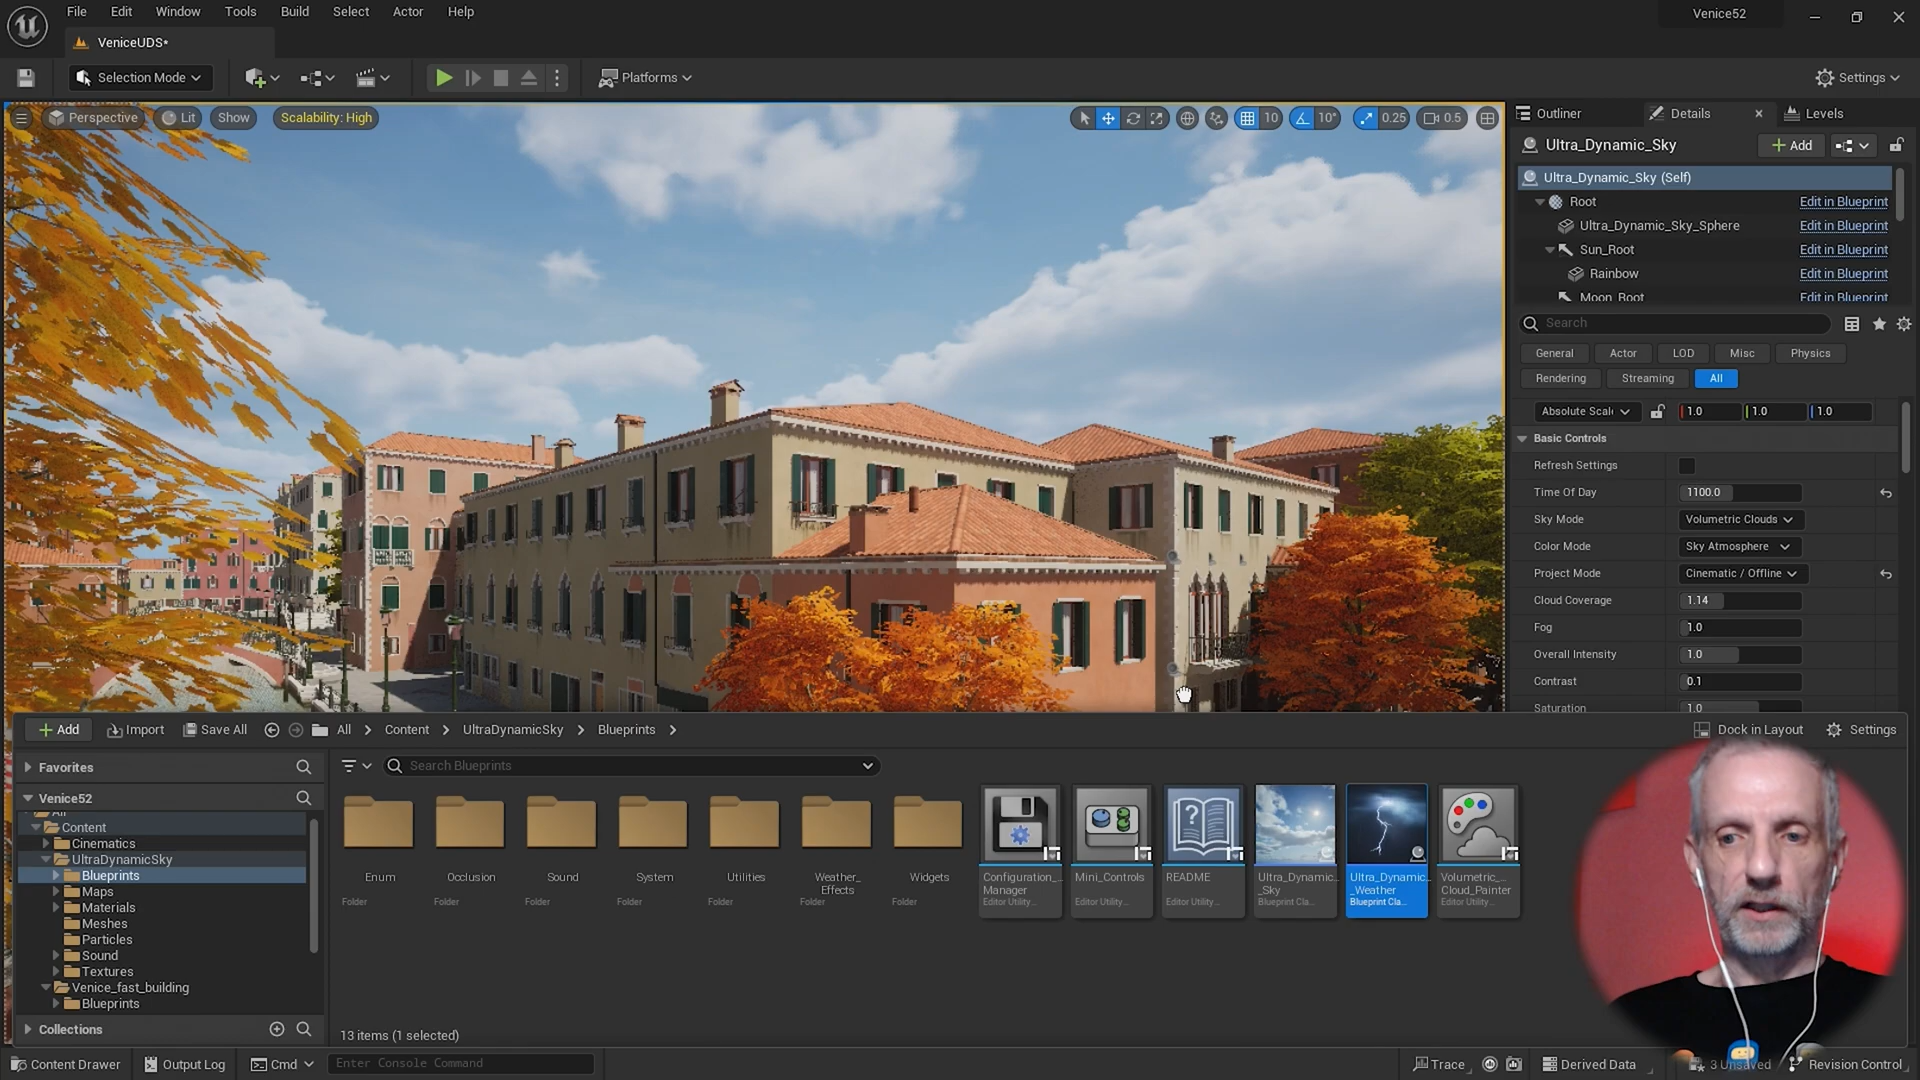 File Edit Window Tools Build Select Actor Help
Venice52
VeniceUDS*
Selection Mode
Platforms
Settings
Perspective Lit Show Scalability: High
10 10° 0.25 0.5
Outliner Details Levels
Ultra_Dynamic_Sky
Add
Ultra_Dynamic_Sky (Self)
Root Edit in Blueprint
Ultra_Dynamic_Sky_Sphere Edit in Blueprint
Sun_Root Edit in Blueprint
Rainbow Edit in Blueprint
Moon_Root Edit in Blueprint
Search
General Actor LOD Misc Physics
Rendering Streaming All
Absolute Scale 1.0 1.0 1.0
Basic Controls
Refresh Settings
Time Of Day 1100.0
Sky Mode Volumetric Clouds
Color Mode Sky Atmosphere
Project Mode Cinematic / Offline
Cloud Coverage 1.14
Fog 1.0
Overall Intensity 1.0
Contrast 0.1
Saturation 1.0
Add Import Save All All Content UltraDynamicSky Blueprints
Dock in Layout Settings
Favorites
Search Blueprints
Venice52
All
Content
Cinematics
UltraDynamicSky
Blueprints
Maps
Materials
Meshes
Particles
Sound
Textures
Venice_fast_building
Blueprints
Collections
Enum
Folder
Occlusion
Folder
Sound
Folder
System
Folder
Utilities
Folder
Weather_
Effects
Folder
Widgets
Folder
Configuration_...
Manager
Editor Utility...
Mini_Controls
Editor Utility...
README
Editor Utility...
Ultra_Dynamic...
_Sky
Blueprint Cla...
Ultra_Dynamic...
_Weather
Blueprint Cla...
Volumetric_...
Cloud_Painter
Editor Utility...
13 items (1 selected)
Content Drawer Output Log Cmd Enter Console Command
Trace Derived Data 3 Unsaved Revision Control